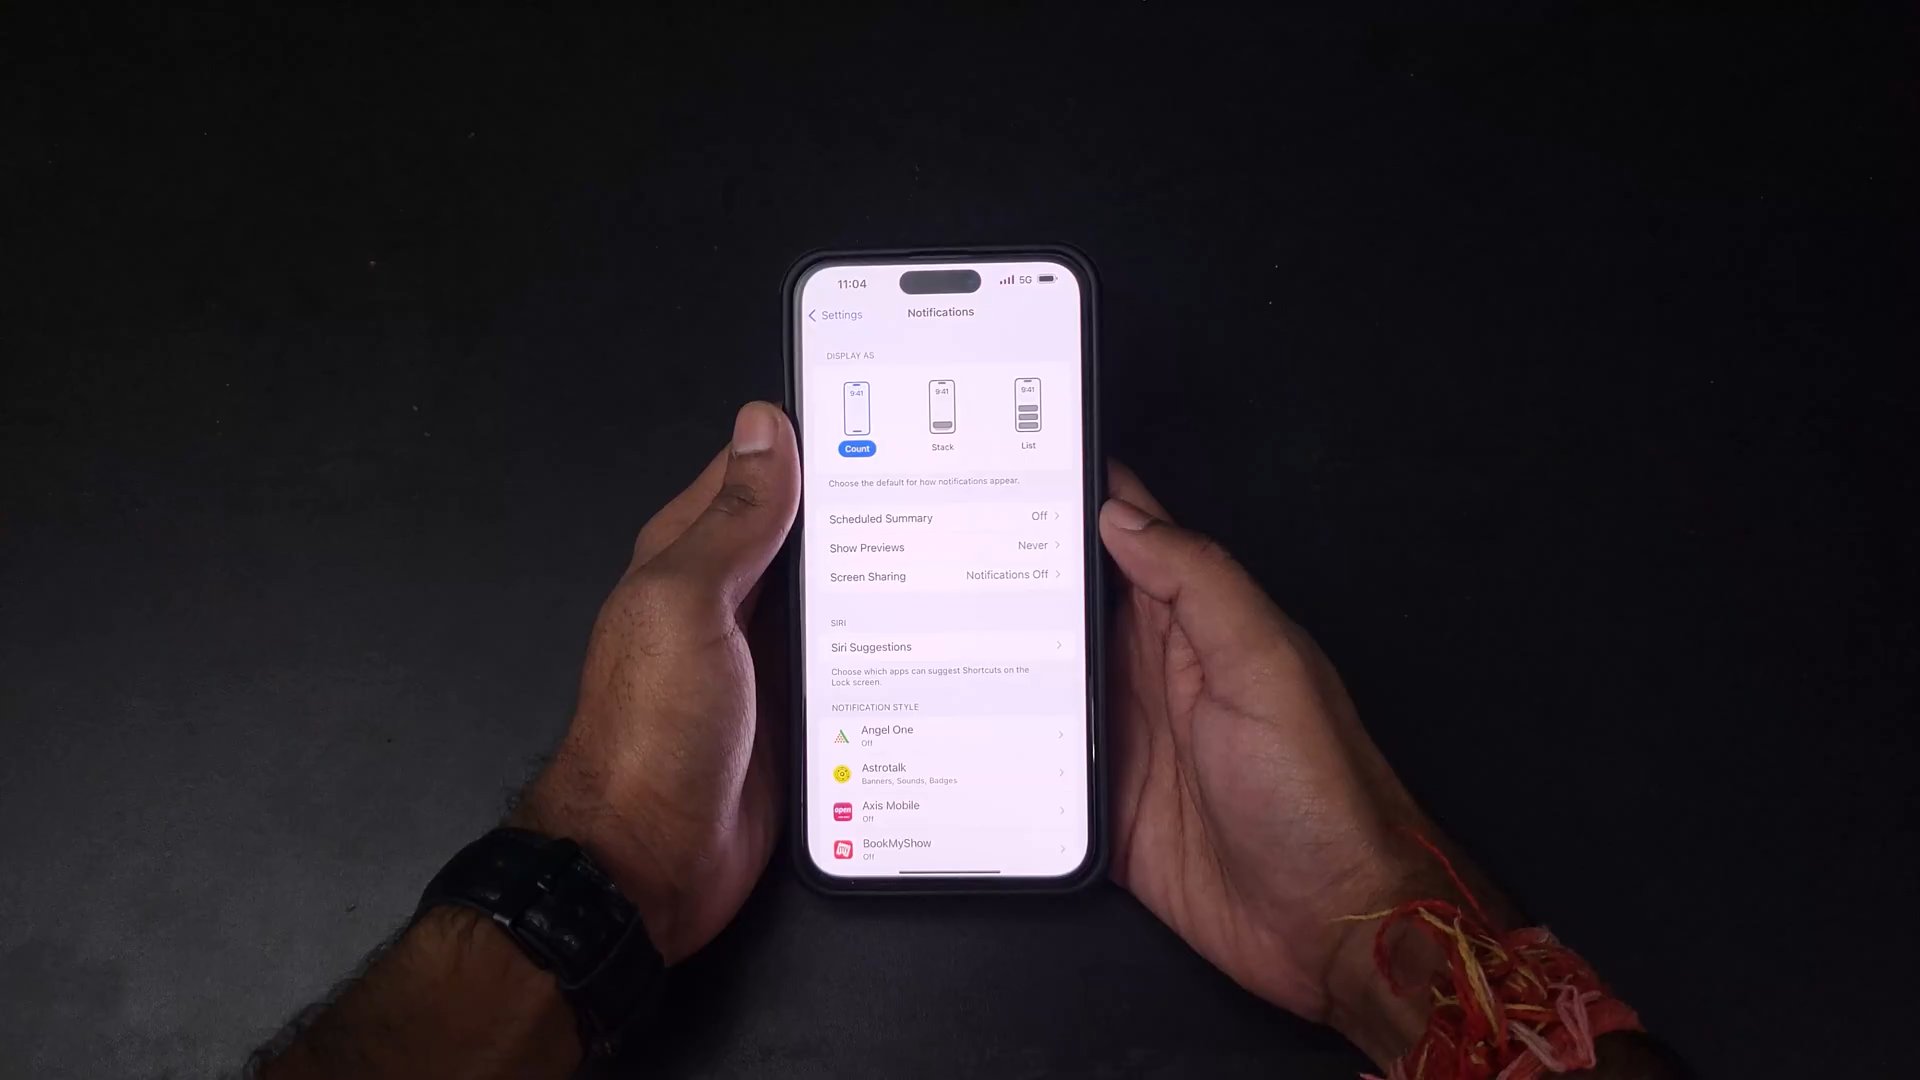 11:04
5G
Settings
Notifications
DISPLAY AS
9:41
9:41
9:41
Count
Stack
List
Choose the default for how notifications appear.
Scheduled Summary
Off
Show Previews
Never
Screen Sharing
Notifications Off
SIRI
Siri Suggestions
Choose which apps can suggest Shortcuts on the
Lock screen.
NOTIFICATION STYLE
Angel One
Off
Astrotalk
Banners, Sounds, Badges
open
Axis Mobile
Off
my
BookMyShow
Off